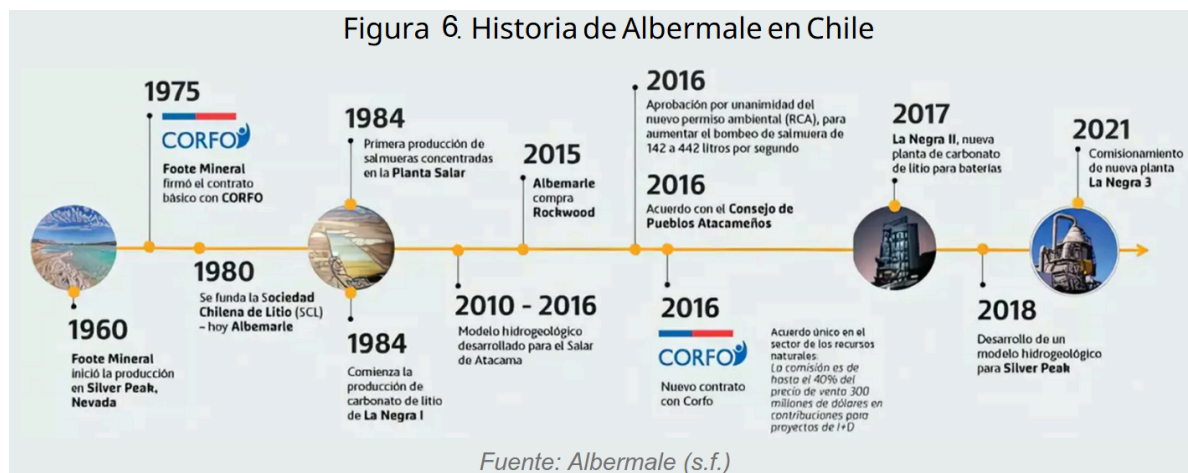 Figura 6. Historia de Albermale en Chile
1975
CORFO
Foote Mineral
firmó el contrato
básico con CORFO
1984
Primera producción de
salmueras concentradas
en la Planta Salar
2015
Albemarle
compra
Rockwood
2016
Aprobación por unanimidad del
nuevo permiso ambiental (RCA), para
aumentar el bombeo de salmuera de
142 a 442 litros por segundo
2016
Acuerdo con el Consejo de
Pueblos Atacameños
2017
La Negra II, nueva
planta de carbonato
de litio para baterías
2021
Comisionamiento
de nueva planta
La Negra 3
1960
Foote Mineral
inició la producción
en Silver Peak,
Nevada
1980
Se funda la Sociedad
Chilena de Litio (SCL)
– hoy Albemarle
1984
Comienza la
producción de
carbonato de litio
de La Negra I
2010 - 2016
Modelo hidrogeológico
desarrollado para el Salar
de Atacama
2016
CORFO
Nuevo contrato
con Corfo
Acuerdo único en el
sector de los recursos
naturales
La comisión es de
hasta el 40% del
precio de venta 300
millones de dólares en
contribuciones para
proyectos de I+D
2018
Desarrollo de un
modelo hidrogeológico
para Silver Peak
Fuente: Albermale (s.f.)